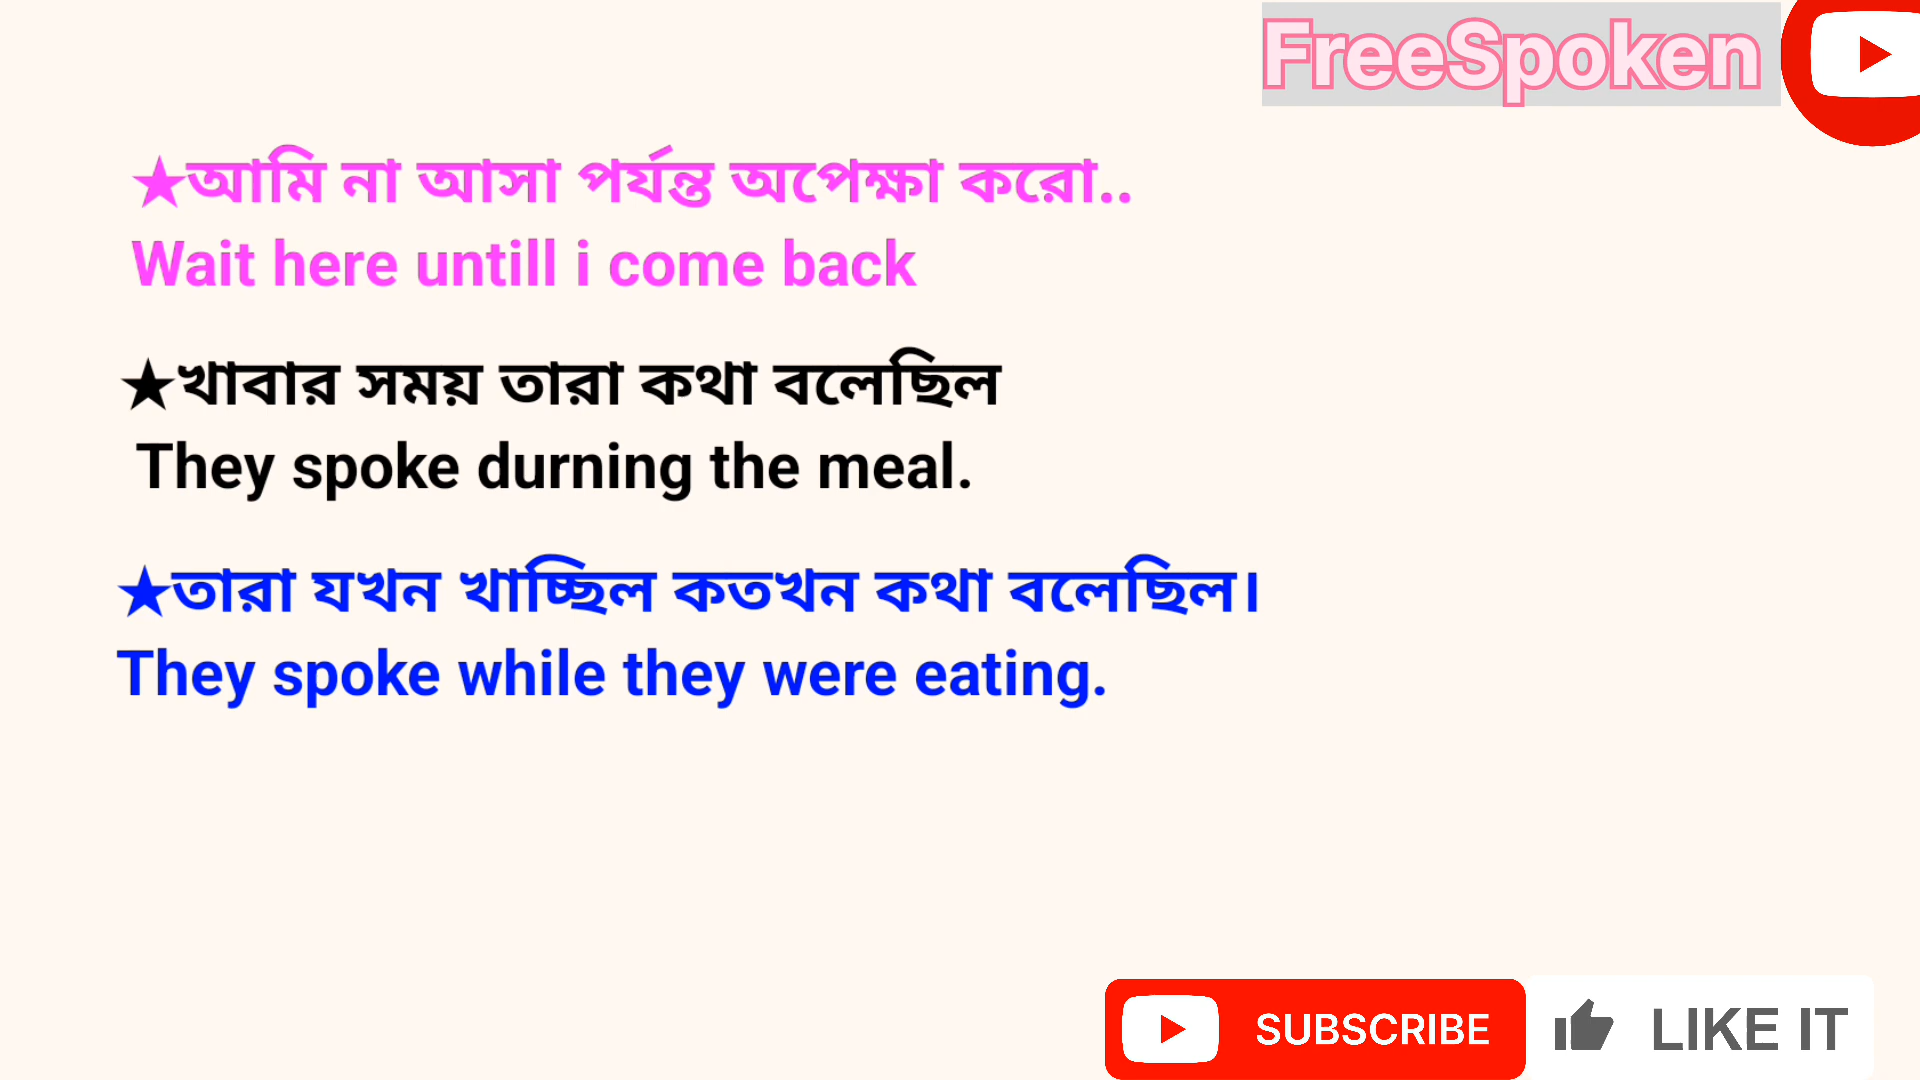 FreeSpoken
★আমি না আসা পর্যন্ত অপেক্ষা করো..
Wait here untill i come back
★খাবার সময় তারা কথা বলেছিল
They spoke durning the meal.
★তারা যখন খাচ্ছিল কতখন কথা বলেছিল।
They spoke while they were eating.
SUBSCRIBE
LIKE IT